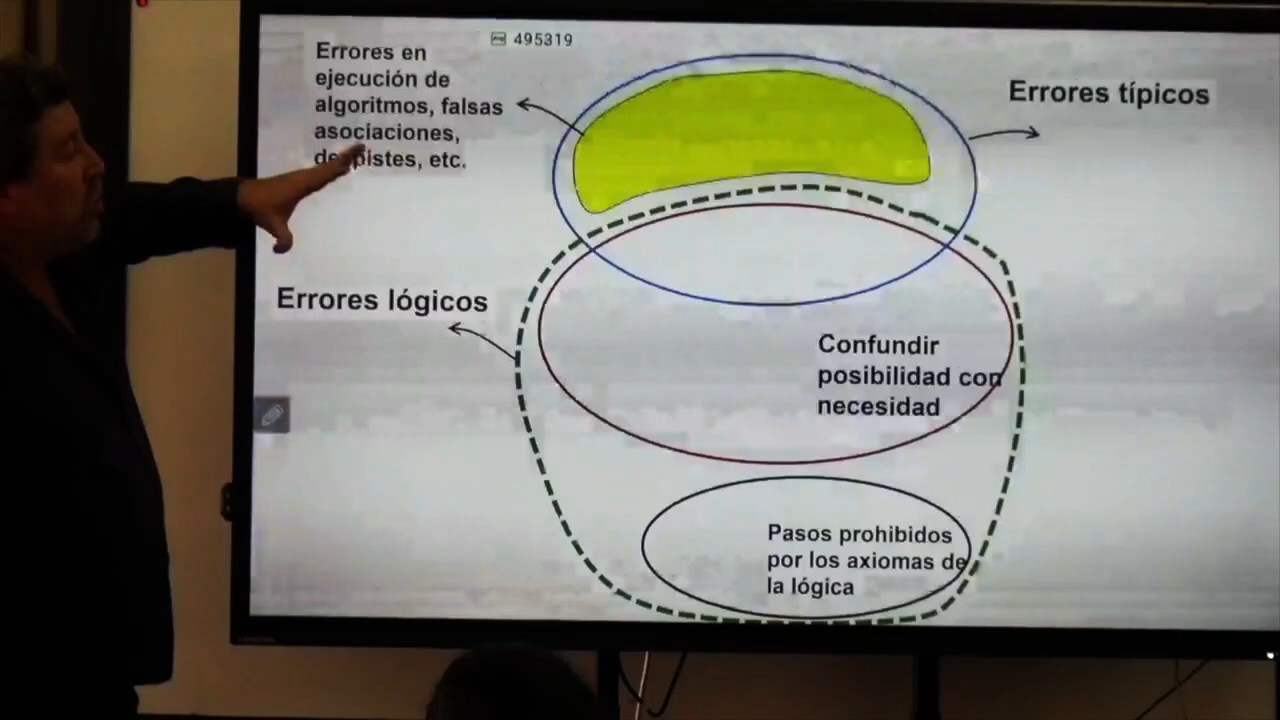 495319
Errores en
ejecución de
algoritmos, falsas
asociaciones,
despistes, etc.
Errores típicos
Errores lógicos
Confundir
posibilidad con
necesidad
Pasos prohibidos
por los axiomas de
la lógica